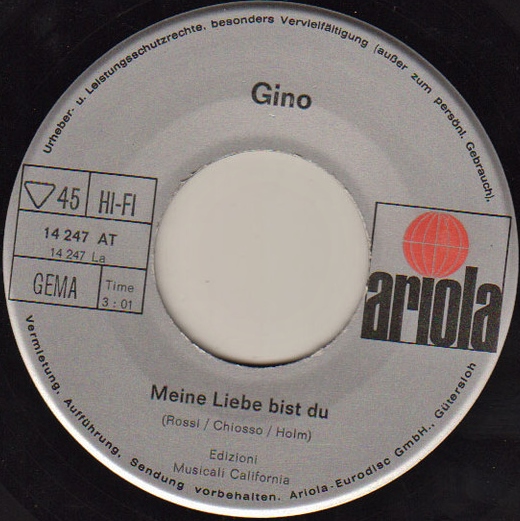 Urheber- u. Leistungsschutzrechte, besonders Vervielfältigung (außer zum persönl. Gebrauch),
Gino
45 HI-FI
14 247 AT
14 247 La
GEMA
Time
3 : 01
ariola
Meine Liebe bist du
(Rossi / Chiosso / Holm)
Edizioni
Musicali California
Vermietung, Aufführung, Sendung vorbehalten. Ariola-Eurodisc GmbH., Gütersloh